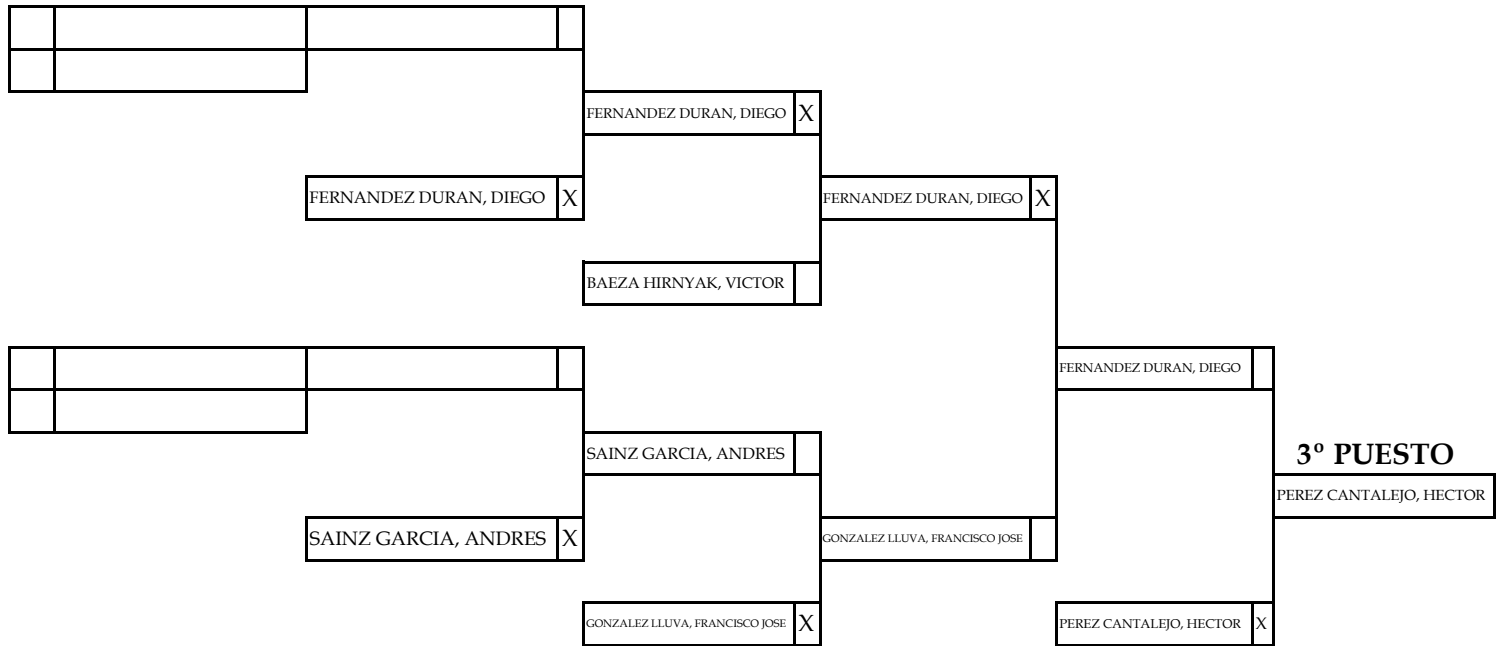 FERNANDEZ DURAN, DIEGO X
FERNANDEZ DURAN, DIEGO X
FERNANDEZ DURAN, DIEGO X
BAEZA HIRNYAK, VICTOR
FERNANDEZ DURAN, DIEGO
SAINZ GARCIA, ANDRES
3º PUESTO
PEREZ CANTALEJO, HECTOR
SAINZ GARCIA, ANDRES X
GONZALEZ LLUVA, FRANCISCO JOSE
GONZALEZ LLUVA, FRANCISCO JOSE X
PEREZ CANTALEJO, HECTOR X